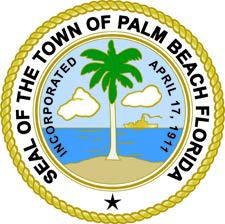 SEAL OF THE TOWN OF PALM BEACH FLORIDA
INCORPORATED
APRIL 17, 1911